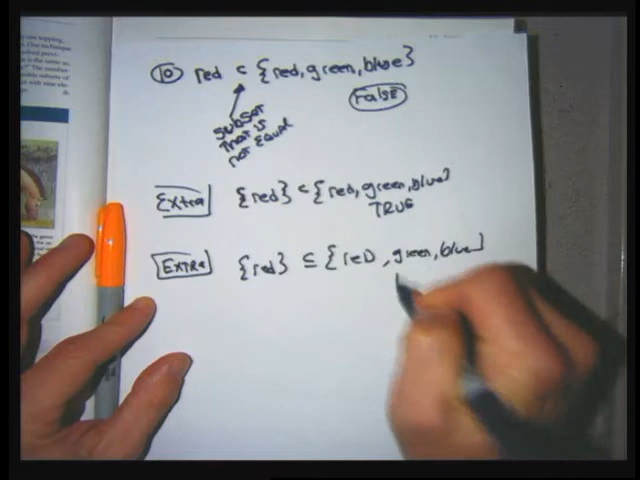 10 red ⊂ {red, green, blue}
False
subset
that is
not equal
Extra {red} ⊂ {red, green, blue}
TRUE
Extra {red} ⊆ {reD, green, blue}